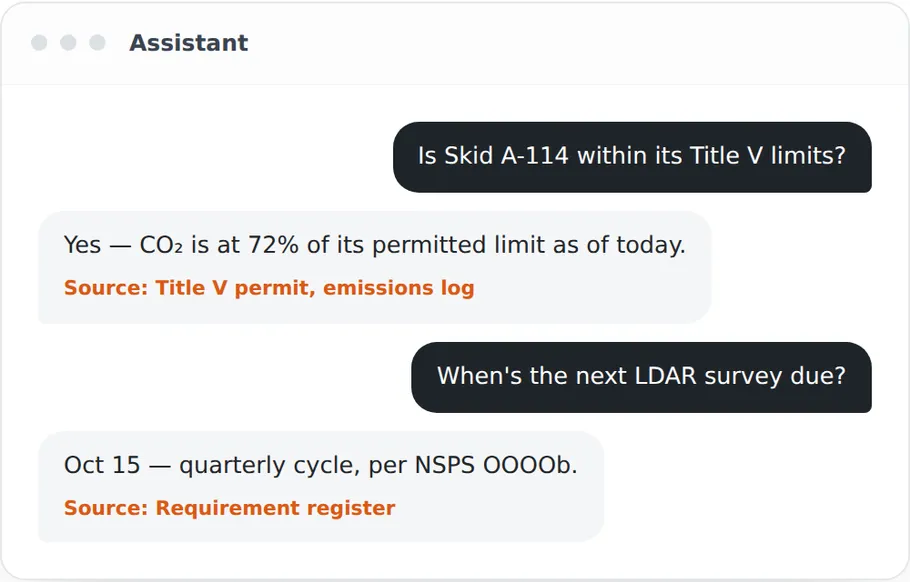 Assistant
Is Skid A-114 within its Title V limits?
Yes — CO₂ is at 72% of its permitted limit as of today.
Source: Title V permit, emissions log
When's the next LDAR survey due?
Oct 15 — quarterly cycle, per NSPS OOOOb.
Source: Requirement register